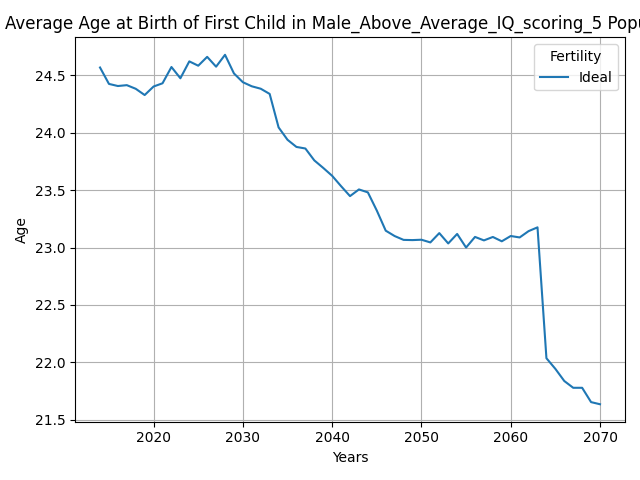 Average Age at Birth of First Child in Male_Above_Average_IQ_scoring_5
Fertility
Ideal
24.5
24.0
23.5
23.0
22.5
22.0
21.5
Age
2020 2030 2040 2050 2060 2070
Years